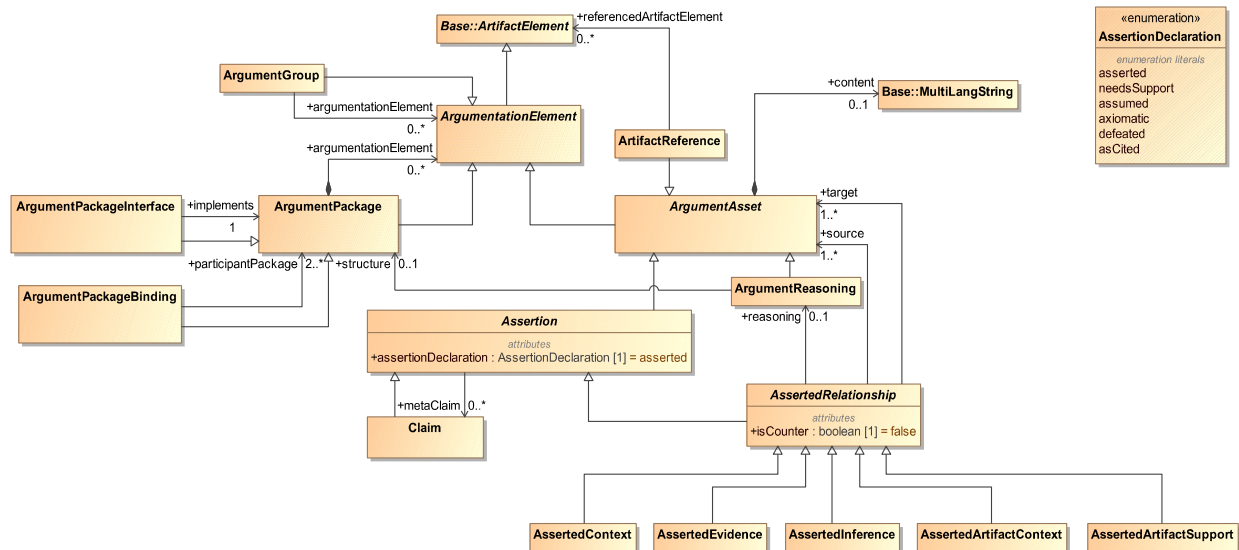 +referencedArtifactElement
Base::ArtifactElement
0..*
«enumeration»
AssertionDeclaration
enumeration literals
asserted
needsSupport
assumed
axiomatic
defeated
asCited
ArgumentGroup
+argumentationElement
0..*
ArgumentationElement
+content
0..1
Base::MultiLangString
ArtifactReference
+argumentationElement
0..*
ArgumentPackageInterface
+implements
1
ArgumentPackage
ArgumentAsset
+target
1..*
+source
1..*
+participantPackage
2..*
+structure
0..1
ArgumentPackageBinding
ArgumentReasoning
+reasoning
0..1
Assertion
attributes
+assertionDeclaration : AssertionDeclaration [1] = asserted
+metaClaim
0..*
Claim
AssertedRelationship
attributes
+isCounter : boolean [1] = false
AssertedContext
AssertedEvidence
AssertedInference
AssertedArtifactContext
AssertedArtifactSupport